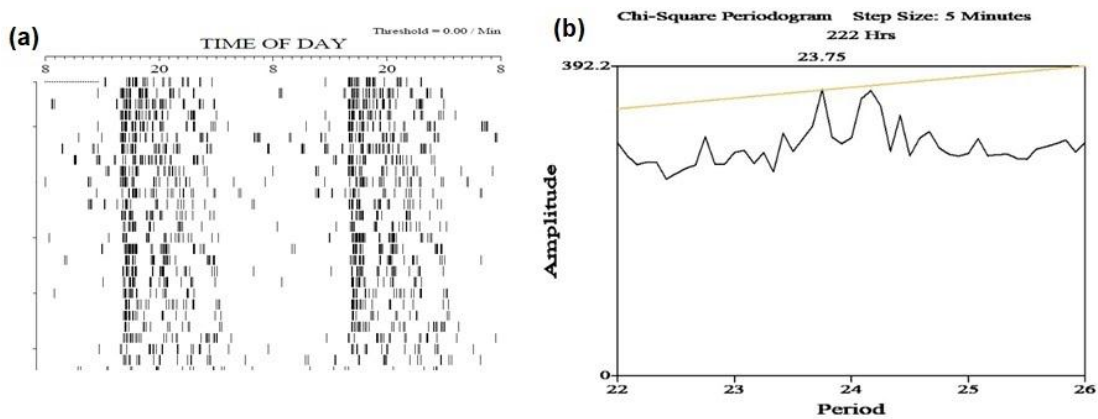 (a)
Threshold = 0.00 / Min
TIME OF DAY
8 20 8 20 8
(b)
Chi-Square Periodogram Step Size: 5 Minutes
222 Hrs
23.75
392.2
Amplitude
0
22 23 24 25 26
Period